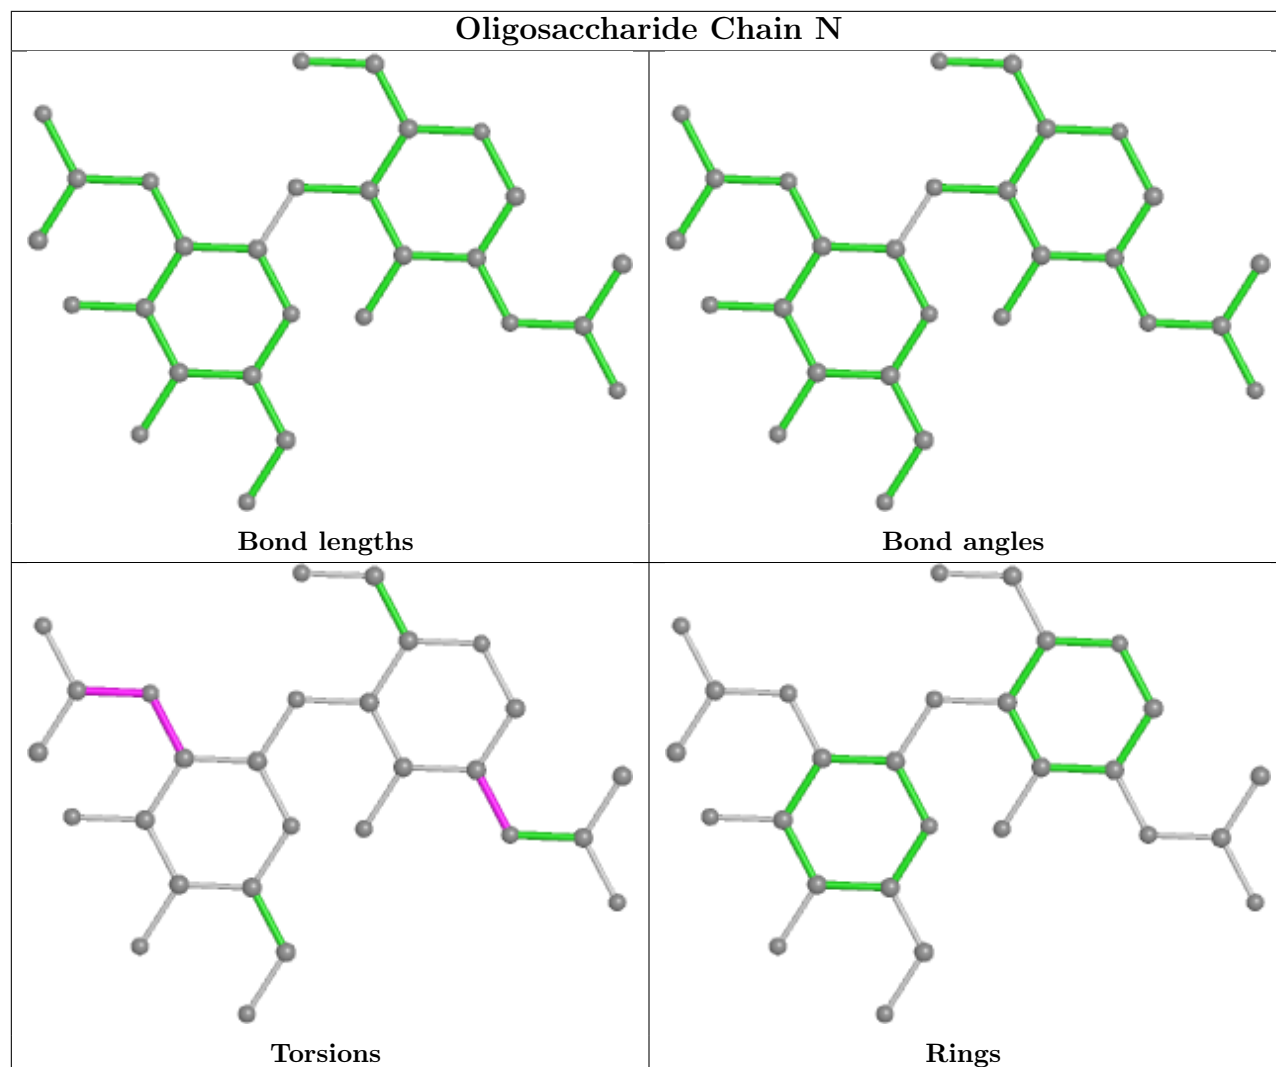 Oligosaccharide Chain N
Bond lengths
Bond angles
Torsions
Rings